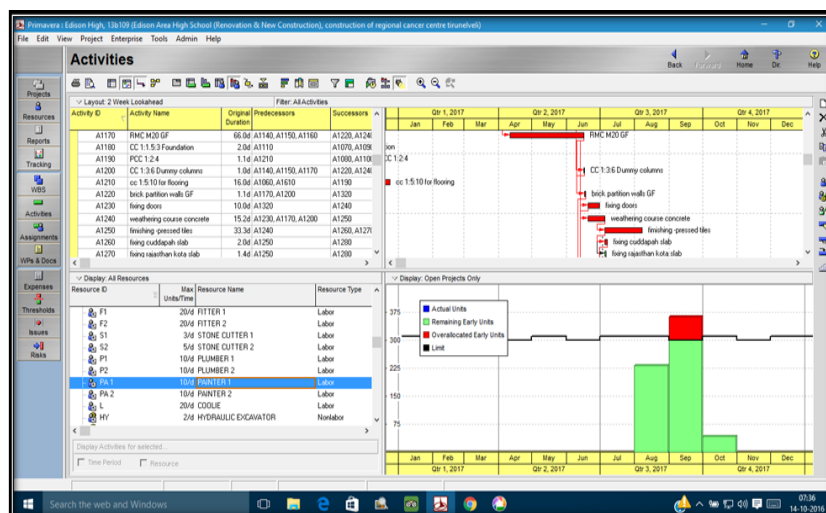 Primavera : Edison High, 13b109 (Edison Area High School (Renovation & New Construction), construction of regional cancer centre tirunelveli)
File Edit View Project Enterprise Tools Admin Help
Activities
Back Forward Home Dir. Help
Projects
Resources
Reports
Tracking
WBS
Activities
Assignments
WPs & Docs
Expenses
Thresholds
Issues
Risks
Layout: 2 Week Lookahead Filter: All Activities
Activity ID Activity Name Original Duration Predecessors Successors
A1170 RMC M20 GF 66.0d A1140, A1150, A1160 A1220, A124
A1180 CC 1:1.5:3 Foundation 2.0d A1110 A1070, A109
A1190 PCC 1:2:4 1.1d A1210 A1080, A110
A1200 CC 1:3:6 Dummy columns 1.0d A1140, A1150, A1170 A1220, A124
A1210 cc 1:5:10 for flooring 16.0d A1060, A1610 A1190
A1220 brick partition walls GF 1.1d A1170, A1200 A1320
A1230 fixing doors 10.0d A1320 A1240
A1240 weathering course concrete 15.2d A1230, A1170, A1200 A1250
A1250 fimishing -pressed tiles 33.3d A1240 A1260, A127
A1260 fixing cuddapah slab 2.0d A1250 A1280
A1270 fixing rajasthan kota slab 1.4d A1250 A1280
Qtr 1, 2017 Qtr 2, 2017 Qtr 3, 2017 Qtr 4, 2017
Jan Feb Mar Apr May Jun Jul Aug Sep Oct Nov Dec
RMC M20 GF
ion
CC 1:2:4
CC 1:3:6 Dummy columns
cc 1:5:10 for flooring
brick partition walls GF
fixing doors
weathering course concrete
fimishing -pressed tiles
fixing cuddapah slab
fixing rajasthan kota slab
Display: All Resources
Resource ID Max Units/Time Resource Name Resource Type
F1 20/d FITTER 1 Labor
F2 20/d FITTER 2 Labor
S1 3/d STONE CUTTER 1 Labor
S2 5/d STONE CUTTER 2 Labor
P1 10/d PLUMBER 1 Labor
P2 10/d PLUMBER 2 Labor
PA 1 10/d PAINTER 1 Labor
PA 2 10/d PAINTER 2 Labor
L 20/d COOLIE Labor
HY 2/d HYDRAULIC EXCAVATOR Nonlabor
Display Activities for selected...
Time Period Resource
Display: Open Projects Only
Actual Units
Remaining Early Units
Overallocated Early Units
Limit
375
300
225
150
75
Jan Feb Mar Apr May Jun Jul Aug Sep Oct Nov Dec
Qtr 1, 2017 Qtr 2, 2017 Qtr 3, 2017 Qtr 4, 2017
Search the web and Windows
07:36
14-10-2016